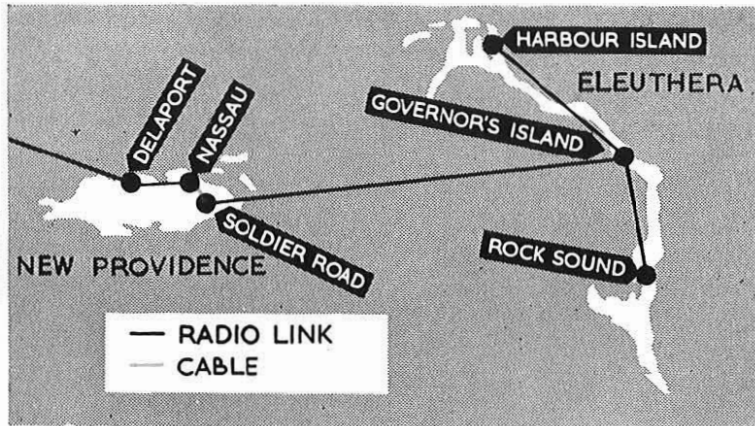 HARBOUR ISLAND
ELEUTHERA
GOVERNOR'S ISLAND
DELAPORT
NASSAU
SOLDIER ROAD
ROCK SOUND
NEW PROVIDENCE
RADIO LINK
CABLE